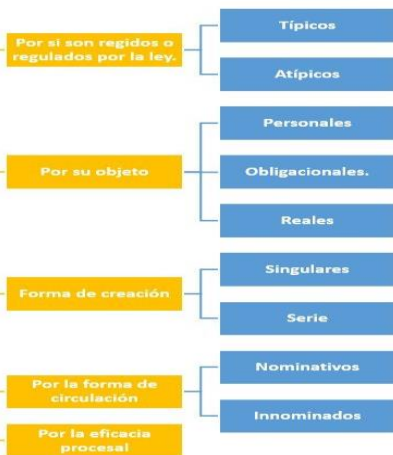 Por si son regidos o
regulados por la ley.
Típicos
Atípicos
Por su objeto
Personales
Obligacionales.
Reales
Forma de creación
Singulares
Serie
Por la forma de
circulación
Nominativos
Innominados
Por la eficacia
procesal